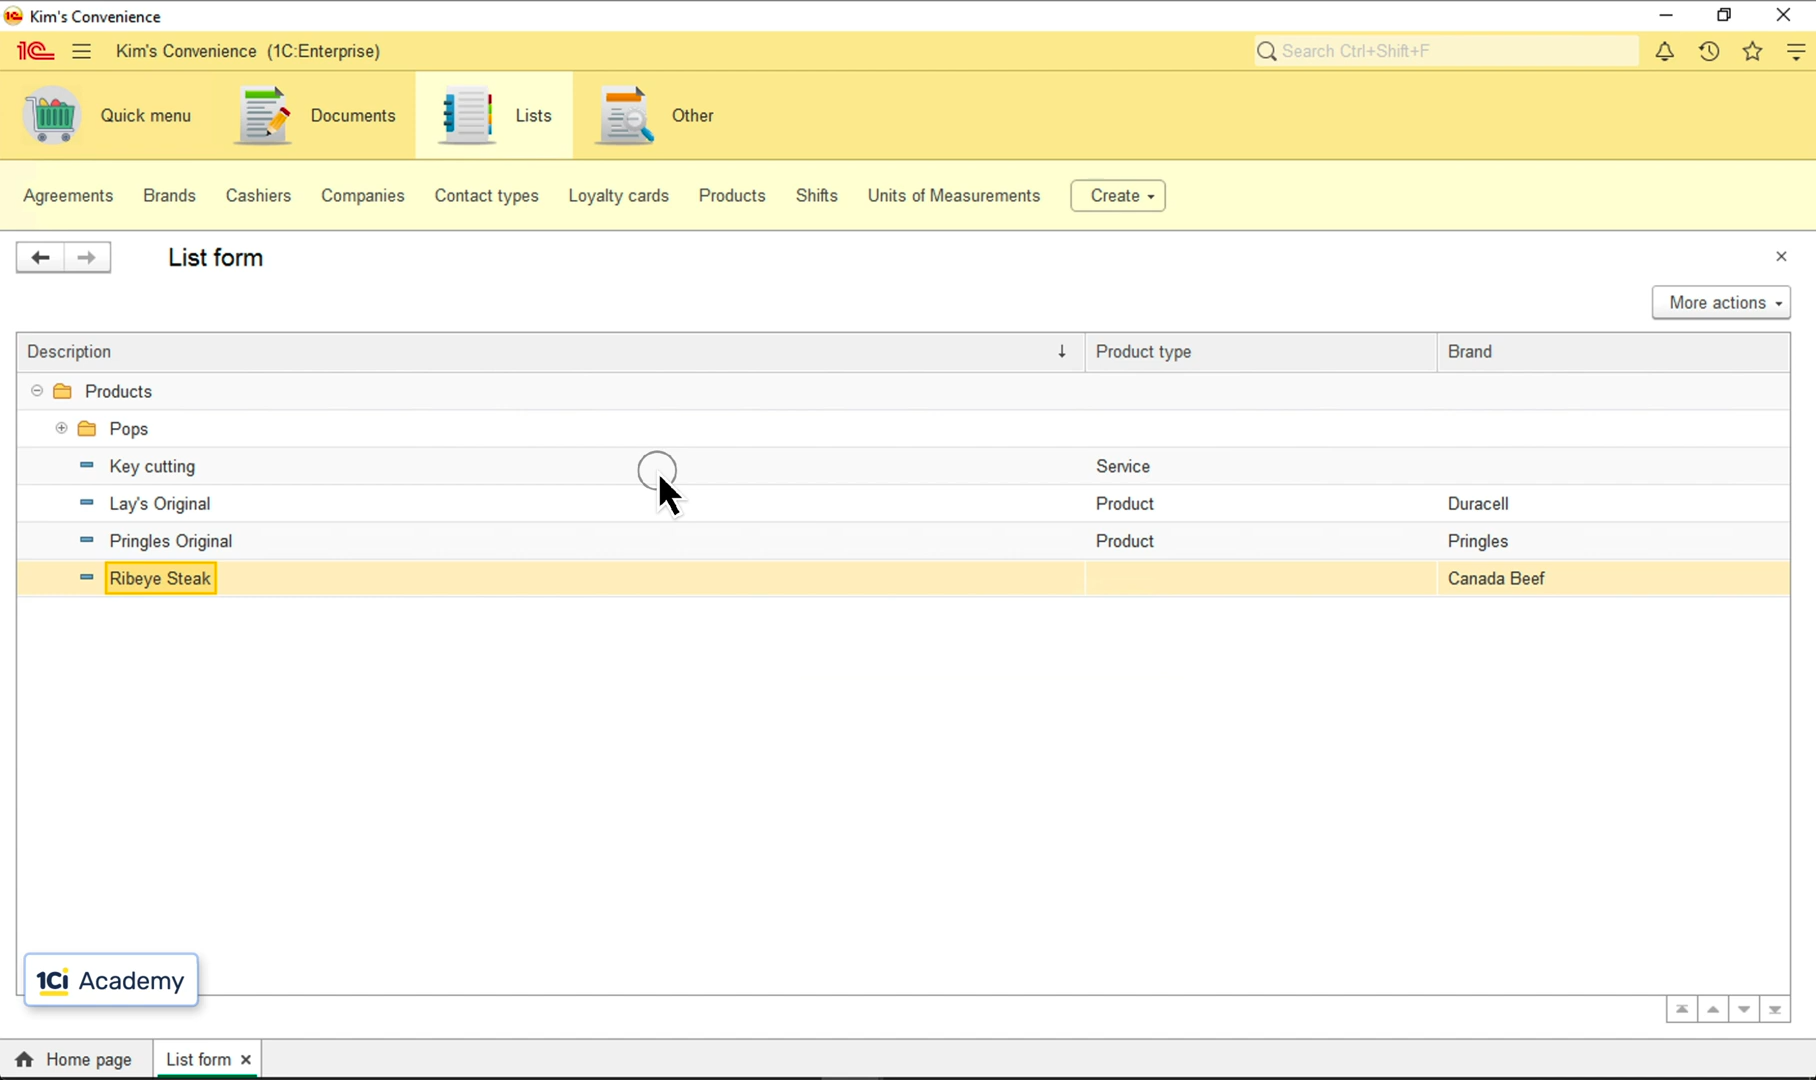 Kim's Convenience
Kim's Convenience (1C:Enterprise)
Search Ctrl+Shift+F
Quick menu Documents Lists Other
Agreements Brands Cashiers Companies Contact types Loyalty cards Products Shifts Units of Measurements Create
List form
More actions
Description Product type Brand
Products
Pops
Key cutting Service
Lay's Original Product Duracell
Pringles Original Product Pringles
Ribeye Steak Canada Beef
1Ci Academy
Home page List form